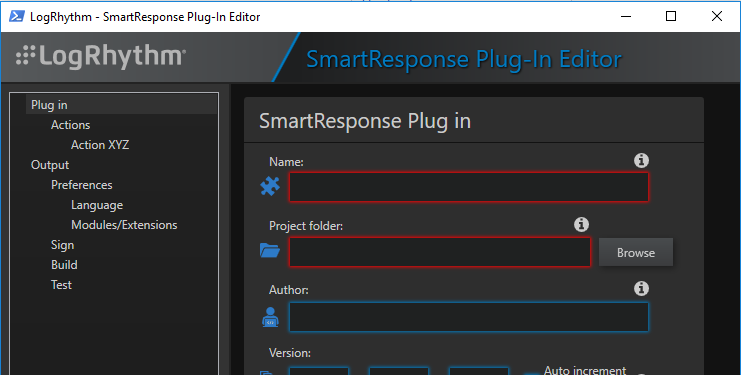 LogRhythm - SmartResponse Plug-In Editor
LogRhythm
SmartResponse Plug-In Editor
Plug in
Actions
Action XYZ
Output
Preferences
Language
Modules/Extensions
Sign
Build
Test
SmartResponse Plug in
Name:
Project folder:
Browse
Author:
Version:
Auto increment